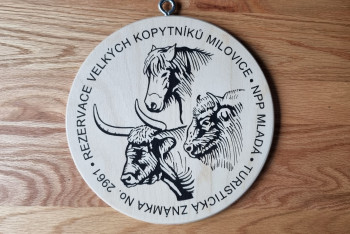 REZERVACE VELKÝCH KOPYTNÍKŮ MILOVICE • NPP MLADÁ • TURISTICKÁ ZNÁMKA No. 2961 •